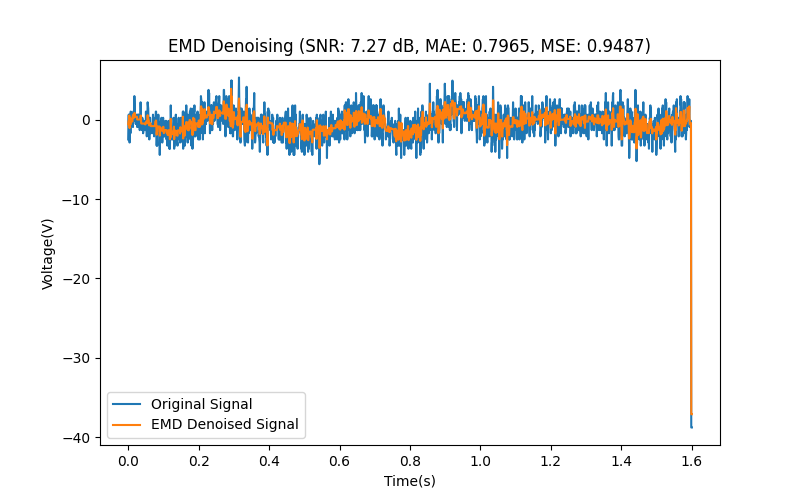 EMD Denoising (SNR: 7.27 dB, MAE: 0.7965, MSE: 0.9487)
Voltage(V)
0
−10
−20
−30
−40
Original Signal
EMD Denoised Signal
0.0 0.2 0.4 0.6 0.8 1.0 1.2 1.4 1.6
Time(s)